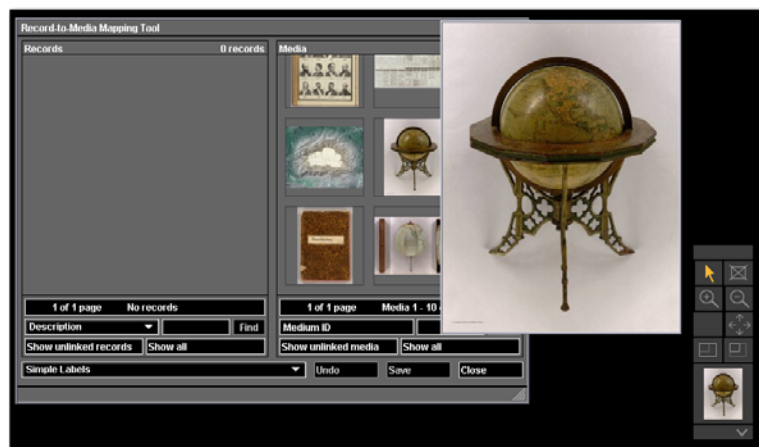 Record-to-Media Mapping Tool
Records 0 records
Media
1 of 1 page No records
Description Find
Show unlinked records Show all
1 of 1 page Media 1 - 10
Medium ID
Show unlinked media Show all
Simple Labels Undo Save Close